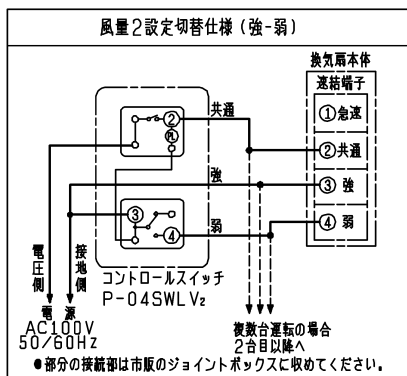 風量2設定切替仕様（強-弱）
換気扇本体
速結端子
①急速
②共通
③ 強
④ 弱
共通
強
弱
②
PL
③
④
コントロールスイッチ
P-04SWLV₂
電圧側
接地側
電 源
AC100V
50/60Hz
複数台運転の場合
2台目以降へ
●部分の接続部は市販のジョイントボックスに収めてください。